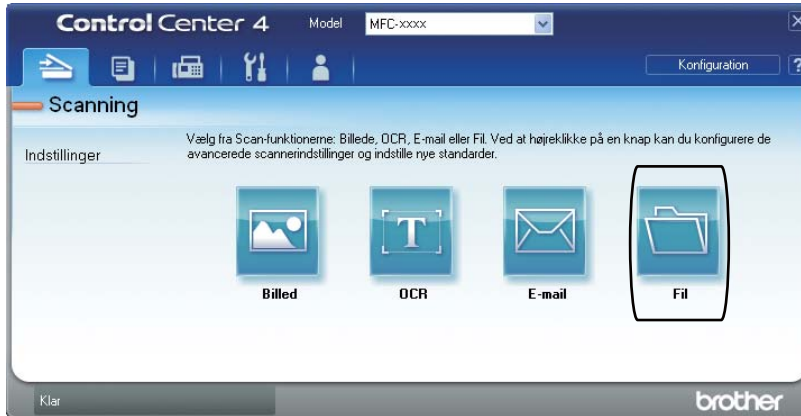 Control Center 4
Model
MFC-xxxx
Konfiguration
?
Scanning
Indstillinger
Vælg fra Scan-funktionerne: Billede, OCR, E-mail eller Fil. Ved at højreklikke på en knap kan du konfigurere de
avancerede scannerindstillinger og indstille nye standarder.
T
Billed
OCR
E-mail
Fil
Klar
brother